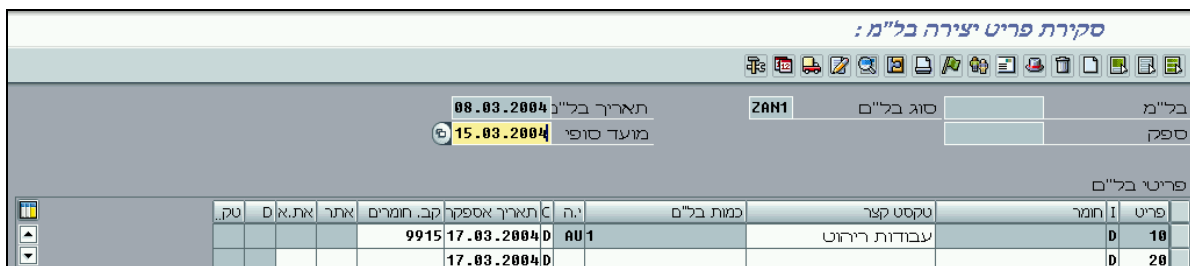 סקירת פריט יצירה בל"מ :
בל"מ סוג בל"ם ZAN1 תאריך בל"מ 08.03.2004
ספק מועד סופי 15.03.2004
פריטי בל"ם
פריט I חומר טקסט קצר כמות בל"ם י.ה C תאריך אספקה קב. חומרים אתר את.א D טק..
10 D עבודות ריהוט 1 AU D 17.03.2004 9915
20 D D 17.03.2004